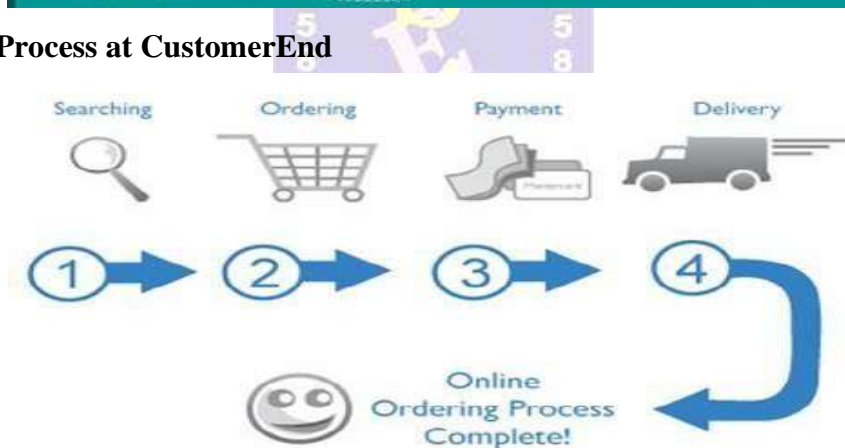 Process at CustomerEnd
Searching Ordering Payment Delivery
1 2 3 4
Online
Ordering Process
Complete!